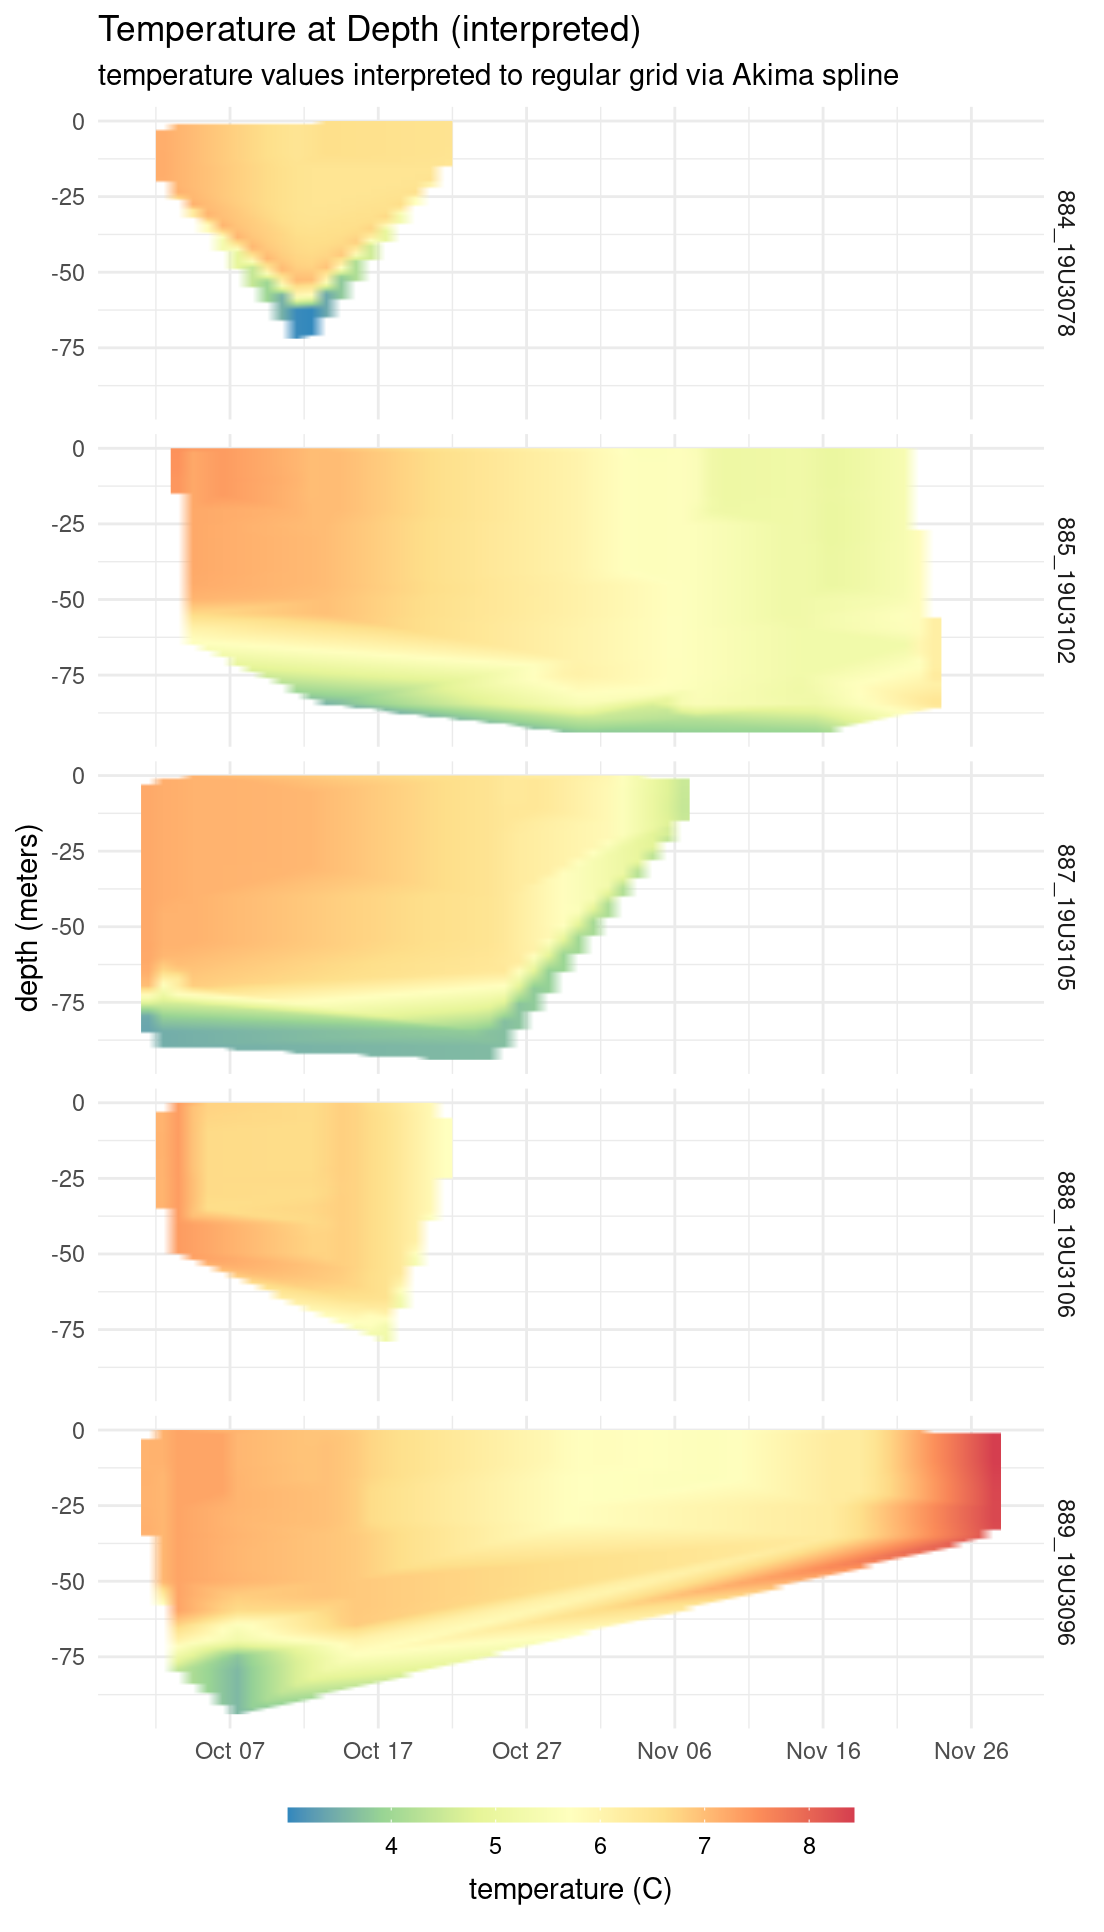 Temperature at Depth (interpreted)
temperature values interpreted to regular grid via Akima spline
0
-25
-50
-75
884_19U3078
0
-25
-50
-75
885_19U3102
depth (meters)
0
-25
-50
-75
887_19U3105
0
-25
-50
-75
888_19U3106
0
-25
-50
-75
889_19U3096
Oct 07 Oct 17 Oct 27 Nov 06 Nov 16 Nov 26
4 5 6 7 8
temperature (C)